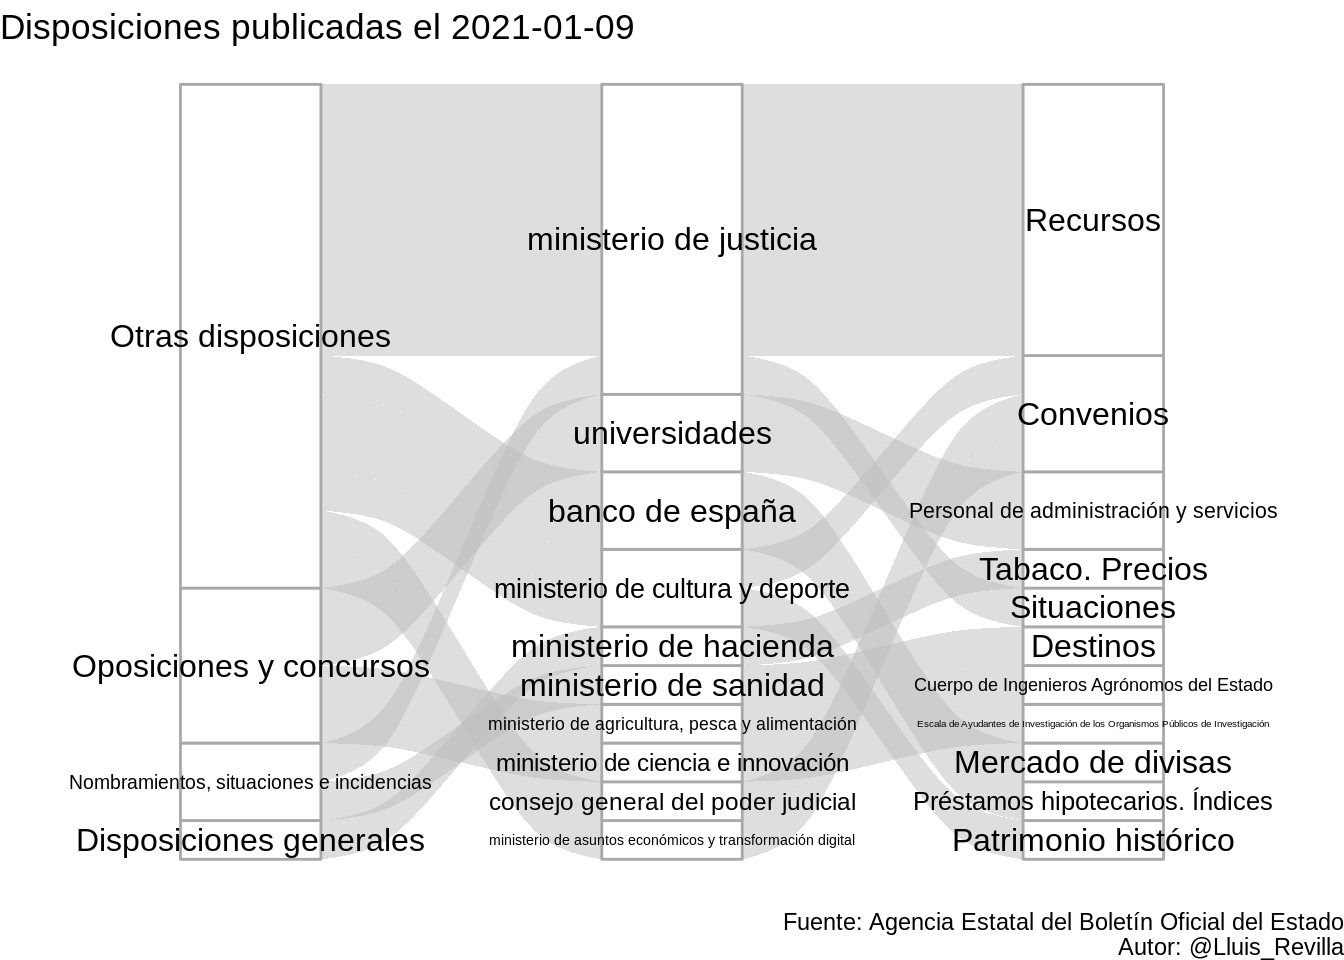 Disposiciones publicadas el 2021-01-09
Otras disposiciones
Oposiciones y concursos
Nombramientos, situaciones e incidencias
Disposiciones generales
ministerio de justicia
universidades
banco de españa
ministerio de cultura y deporte
ministerio de hacienda
ministerio de sanidad
ministerio de agricultura, pesca y alimentación
ministerio de ciencia e innovación
consejo general del poder judicial
ministerio de asuntos económicos y transformación digital
Recursos
Convenios
Personal de administración y servicios
Tabaco. Precios
Situaciones
Destinos
Cuerpo de Ingenieros Agrónomos del Estado
Escala de Ayudantes de Investigación de los Organismos Públicos de Investigación
Mercado de divisas
Préstamos hipotecarios. Índices
Patrimonio histórico
Fuente: Agencia Estatal del Boletín Oficial del Estado
Autor: @Lluis_Revilla